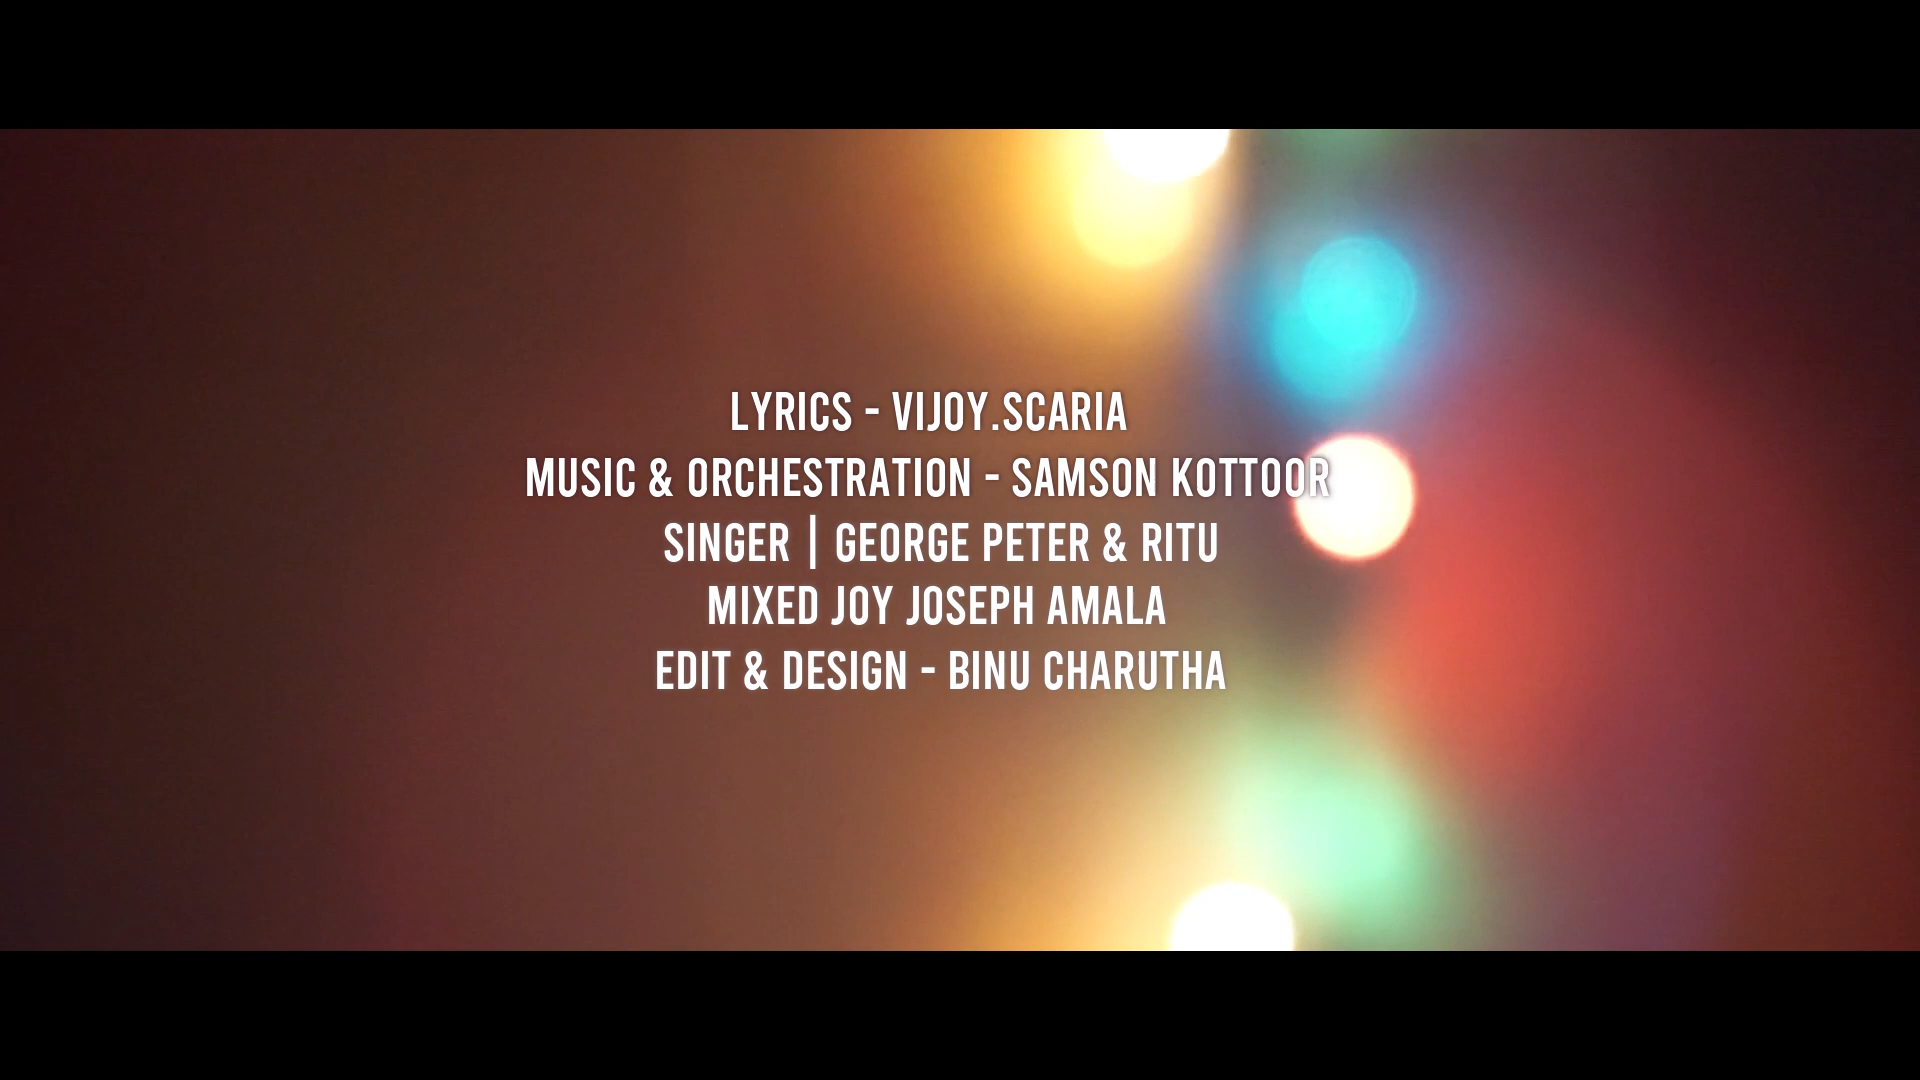 LYRICS - VIJOY.SCARIA
MUSIC & ORCHESTRATION - SAMSON KOTTOOR
SINGER | GEORGE PETER & RITU
MIXED JOY JOSEPH AMALA
EDIT & DESIGN - BINU CHARUTHA